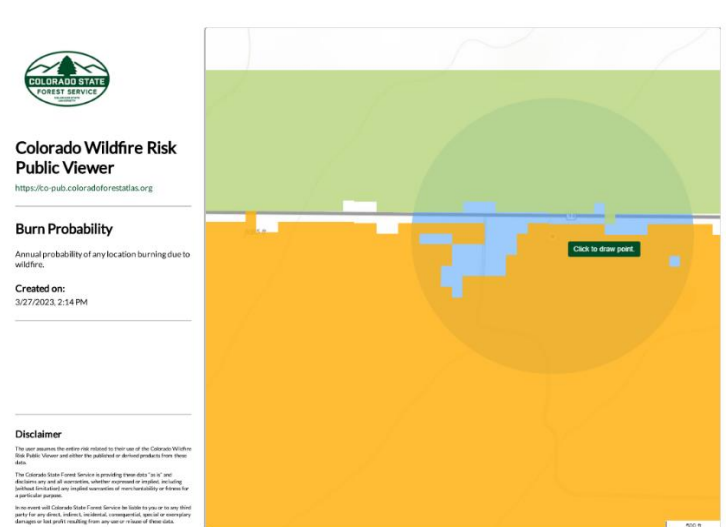 COLORADO STATE
FOREST SERVICE
Colorado Wildfire Risk
Public Viewer
https://co-pub.coloradoforestatlas.org
Burn Probability
Annual probability of any location burning due to
wildfire.
Created on:
3/27/2023, 2:14 PM
Click to draw point.
Disclaimer
The user assumes the entire risk related to their use of the Colorado Wildfire
Risk Public Viewer and either the published or derived products from these
data.
The Colorado State Forest Service is providing these data "as is" and
disclaims any and all warranties, whether expressed or implied, including
(without limitation) any implied warranties of merchantability or fitness for
a particular purpose.
In no event will Colorado State Forest Service be liable to you or to any third
party for any direct, indirect, incidental, consequential, special or exemplary
damages or lost profit resulting from any use or misuse of these data.
500 ft